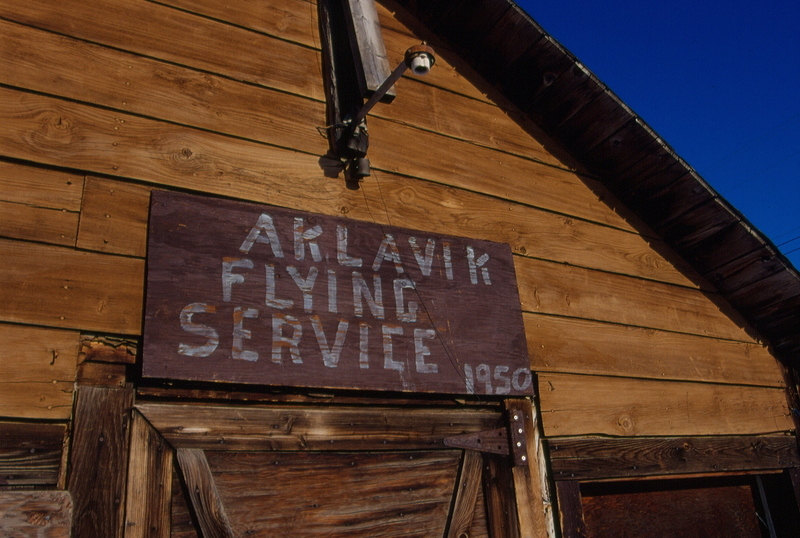 AKLAVIK
FLYING
SERVICE
1950